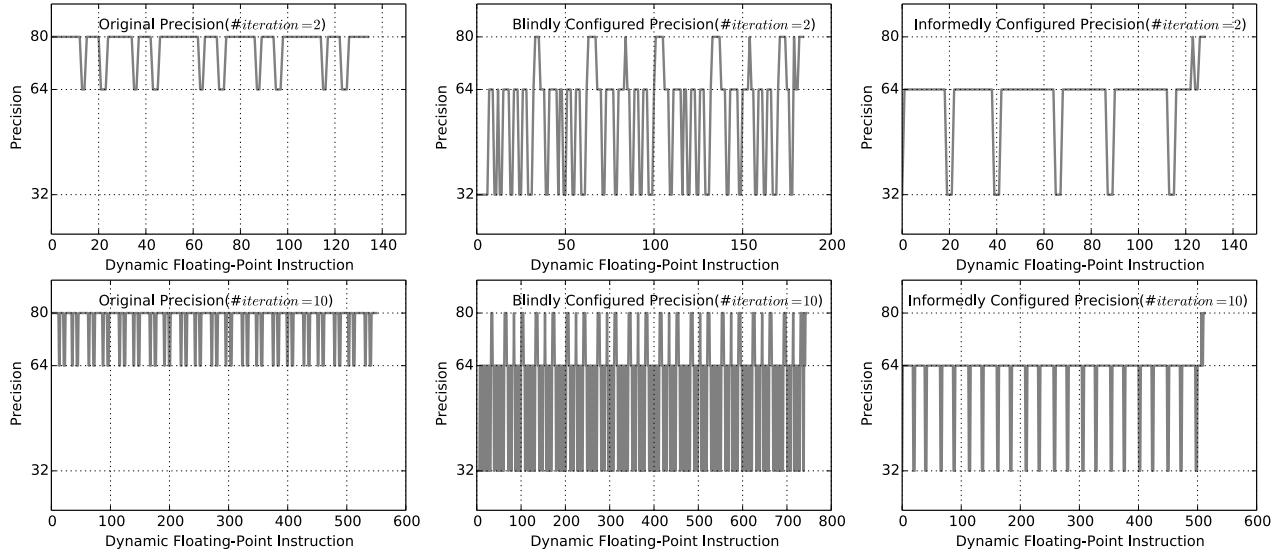 Original Precision(#iteration=2)
80
64
32
Precision
0 20 40 60 80 100 120 140
Dynamic Floating-Point Instruction
Blindly Configured Precision(#iteration=2)
80
64
32
Precision
0 50 100 150 200
Dynamic Floating-Point Instruction
Informedly Configured Precision(#iteration=2)
80
64
32
Precision
0 20 40 60 80 100 120 140
Dynamic Floating-Point Instruction
Original Precision(#iteration=10)
80
64
32
Precision
0 100 200 300 400 500 600
Dynamic Floating-Point Instruction
Blindly Configured Precision(#iteration=10)
80
64
32
Precision
0 100 200 300 400 500 600 700 800
Dynamic Floating-Point Instruction
Informedly Configured Precision(#iteration=10)
80
64
32
Precision
0 100 200 300 400 500 600
Dynamic Floating-Point Instruction